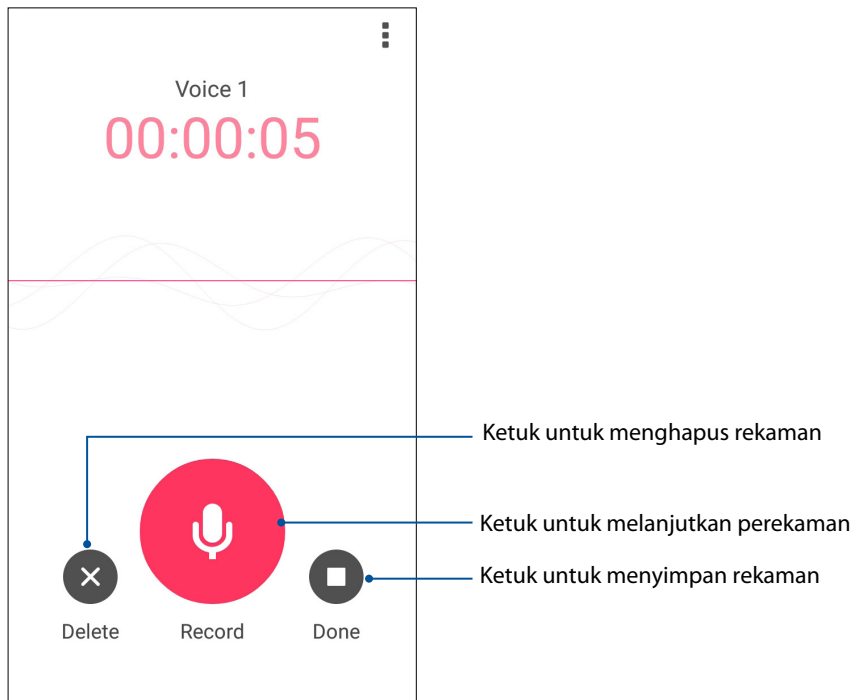 Voice 1
00:00:05
Ketuk untuk menghapus rekaman
Ketuk untuk melanjutkan perekaman
Ketuk untuk menyimpan rekaman
Delete
Record
Done